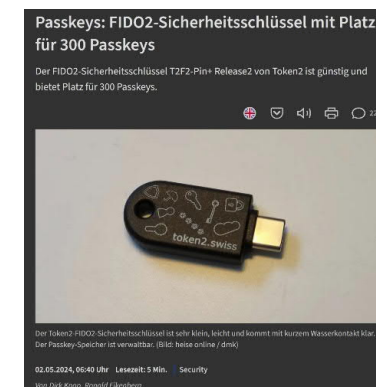 Passkeys: FIDO2-Sicherheitsschlüssel mit Platz
für 300 Passkeys
Der FIDO2-Sicherheitsschlüssel T2F2-Pin+ Release2 von Token2 ist günstig und
bietet Platz für 300 Passkeys.
token2.swiss
Der Token2-FIDO2-Sicherheitsschlüssel ist sehr klein, leicht und kommt mit kurzem Wasserkontakt klar.
Der Passkey-Speicher ist verwaltbar. (Bild: heise online / dmk)
02.05.2024, 06:40 Uhr Lesezeit: 5 Min. Security
Von Dirk Knop, Ronald Eikenberg